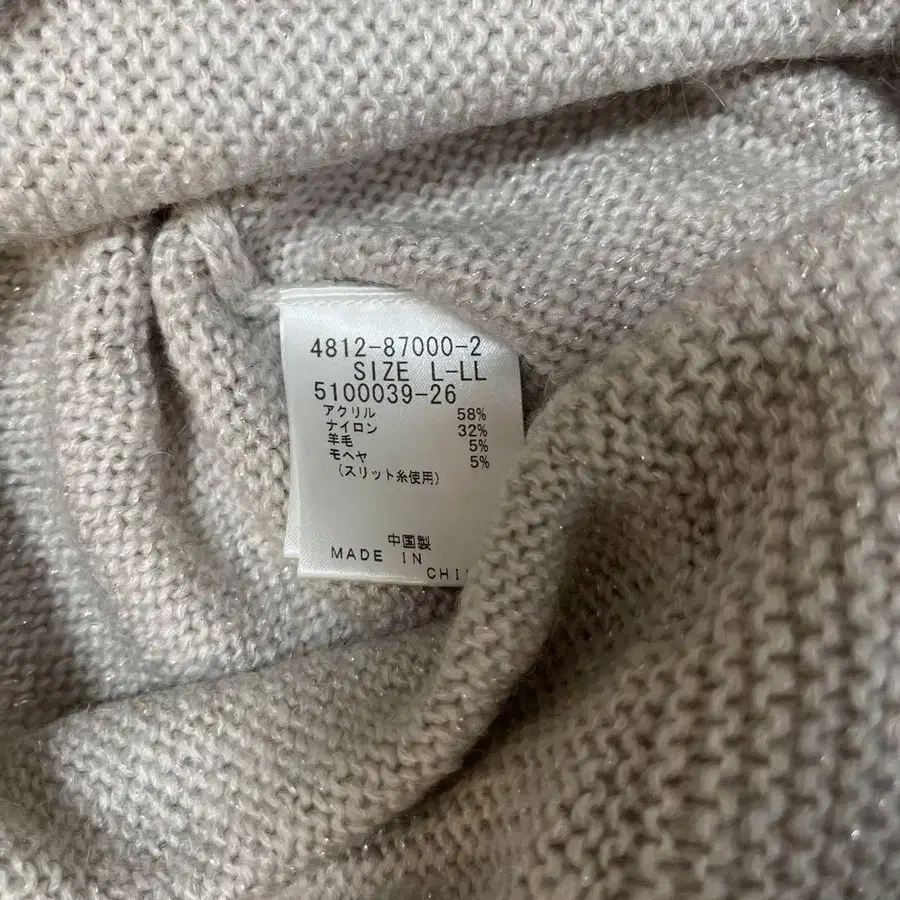 4812-87000-2
SIZE L-LL
5100039-26
アクリル 58%
ナイロン 32%
羊毛 5%
モヘヤ 5%
(スリット糸使用)
中国製
MADE IN